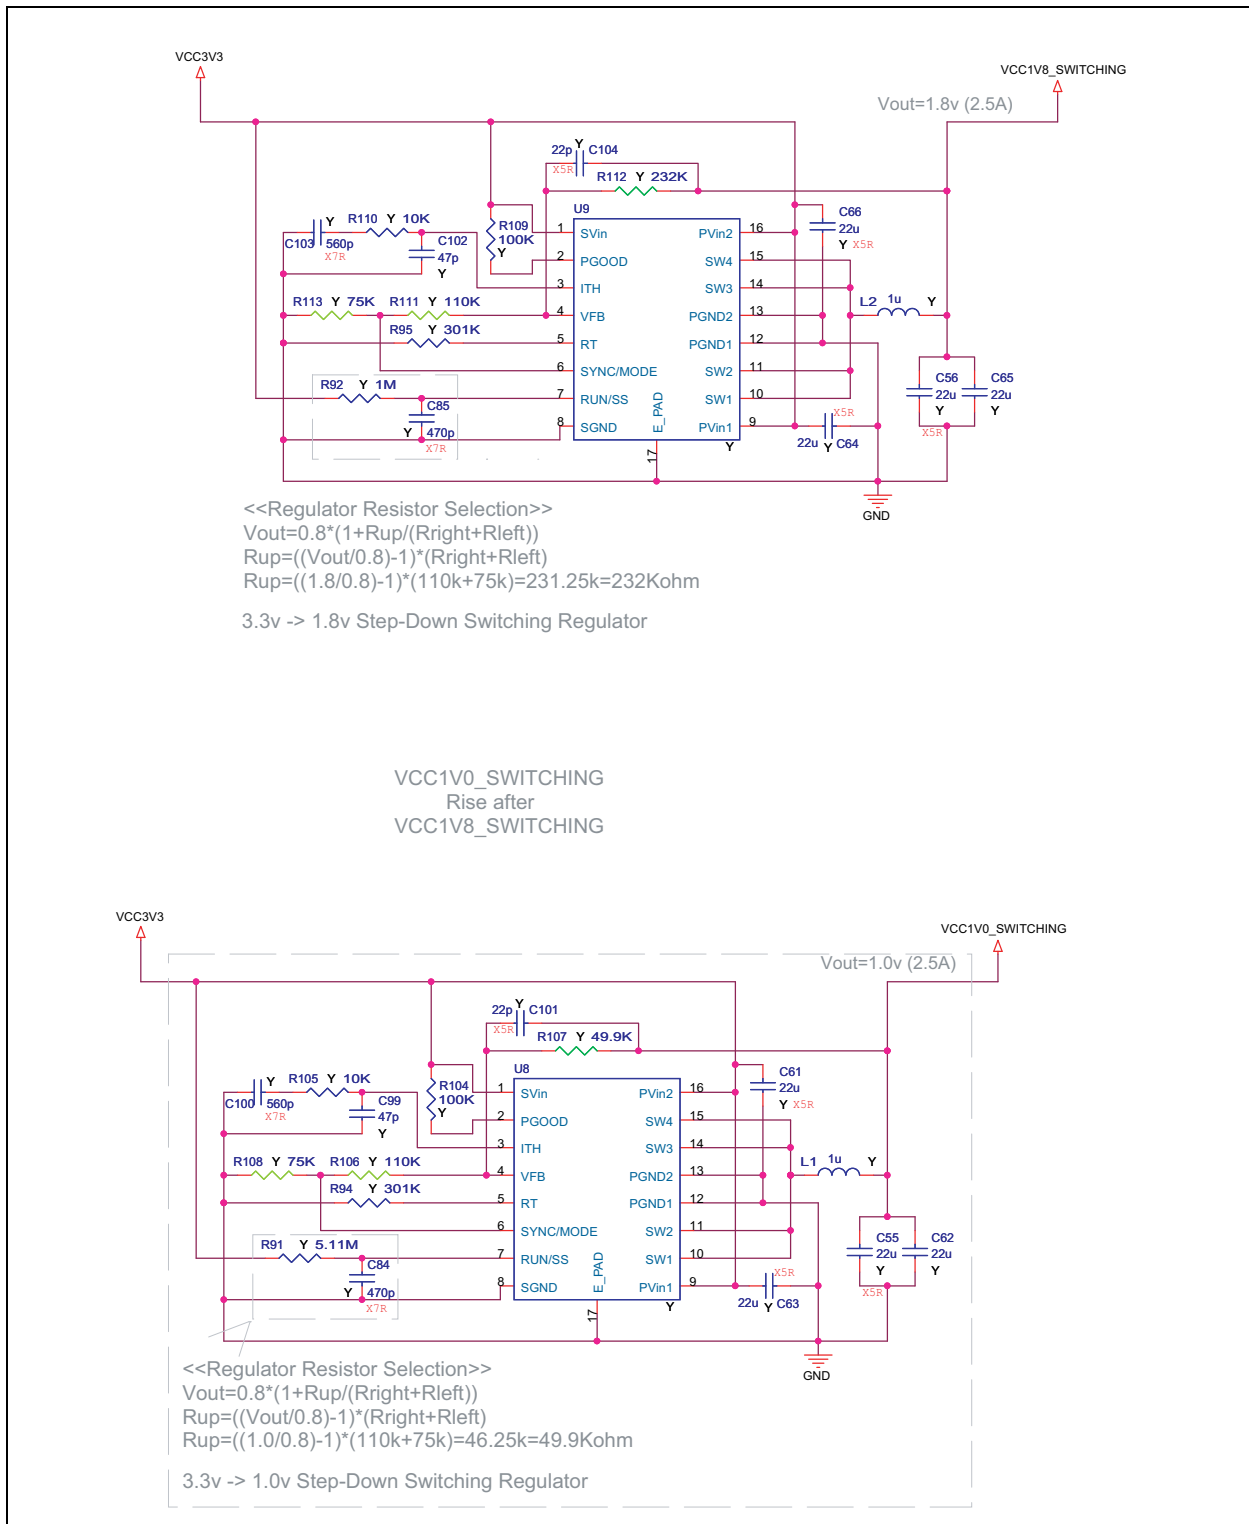 VCC3V3
VCC1V8_SWITCHING
Vout=1.8v (2.5A)
22p Y C104
X5R
R112 Y 232K
U9
C103 Y 560p
X7R
R110 Y 10K
C102
47p
Y
R109
100K
Y
1 SVin
2 PGOOD
3 ITH
4 VFB
5 RT
6 SYNC/MODE
7 RUN/SS
8 SGND
E_PAD
17
PVin2 16
SW4 15
SW3 14
PGND2 13
PGND1 12
SW2 11
SW1 10
PVin1 9
Y
C66
22u
Y X5R
L2 1u Y
R113 Y 75K R111 Y 110K
R95 Y 301K
R92 Y 1M
C85
Y 470p
X7R
X5R
22u Y C64
C56
22u
Y
X5R
C65
22u
Y
GND
<<Regulator Resistor Selection>>
Vout=0.8*(1+Rup/(Rright+Rleft))
Rup=((Vout/0.8)-1)*(Rright+Rleft)
Rup=((1.8/0.8)-1)*(110k+75k)=231.25k=232Kohm
3.3v -> 1.8v Step-Down Switching Regulator
VCC1V0_SWITCHING
Rise after
VCC1V8_SWITCHING
VCC3V3
VCC1V0_SWITCHING
Vout=1.0v (2.5A)
22p Y C101
X5R
R107 Y 49.9K
U8
C100 Y 560p
X7R
R105 Y 10K
C99
47p
Y
R104
100K
Y
1 SVin
2 PGOOD
3 ITH
4 VFB
5 RT
6 SYNC/MODE
7 RUN/SS
8 SGND
E_PAD
17
PVin2 16
SW4 15
SW3 14
PGND2 13
PGND1 12
SW2 11
SW1 10
PVin1 9
Y
C61
22u
Y X5R
L1 1u Y
R108 Y 75K R106 Y 110K
R94 Y 301K
R91 Y 5.11M
C84
Y 470p
X7R
X5R
22u Y C63
C55
22u
Y
X5R
C62
22u
Y
GND
<<Regulator Resistor Selection>>
Vout=0.8*(1+Rup/(Rright+Rleft))
Rup=((Vout/0.8)-1)*(Rright+Rleft)
Rup=((1.0/0.8)-1)*(110k+75k)=46.25k=49.9Kohm
3.3v -> 1.0v Step-Down Switching Regulator